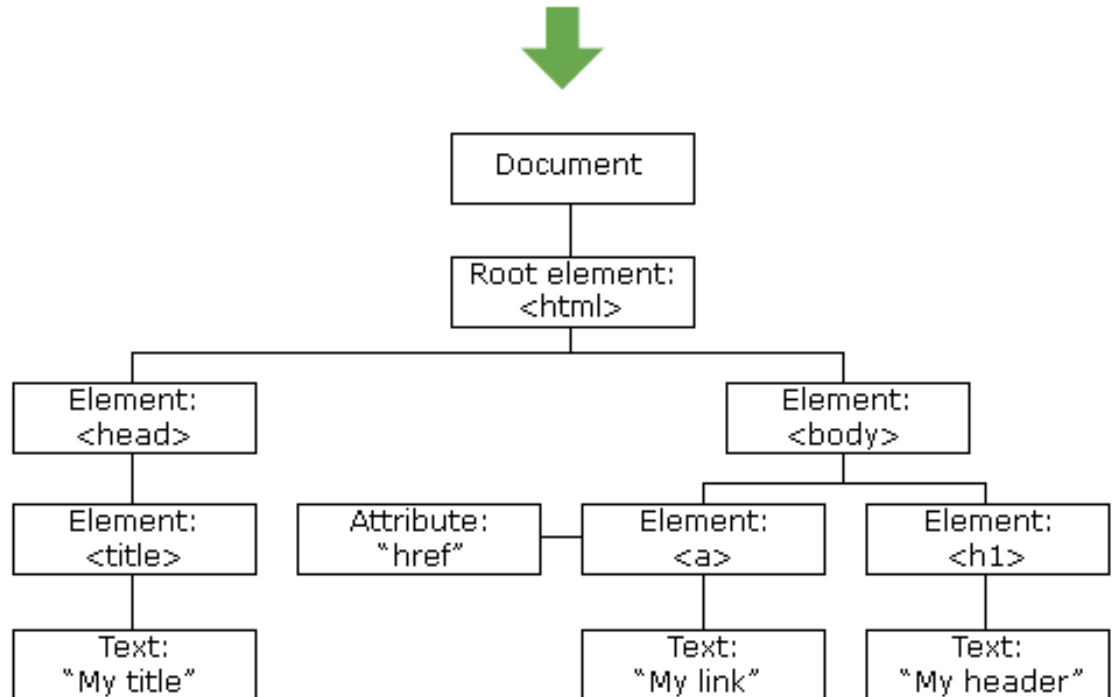 Document
Root element:
<html>
Element:
<head>
Element:
<body>
Element:
<title>
Attribute:
“href”
Element:
<a>
Element:
<h1>
Text:
“My title”
Text:
“My link”
Text:
“My header”